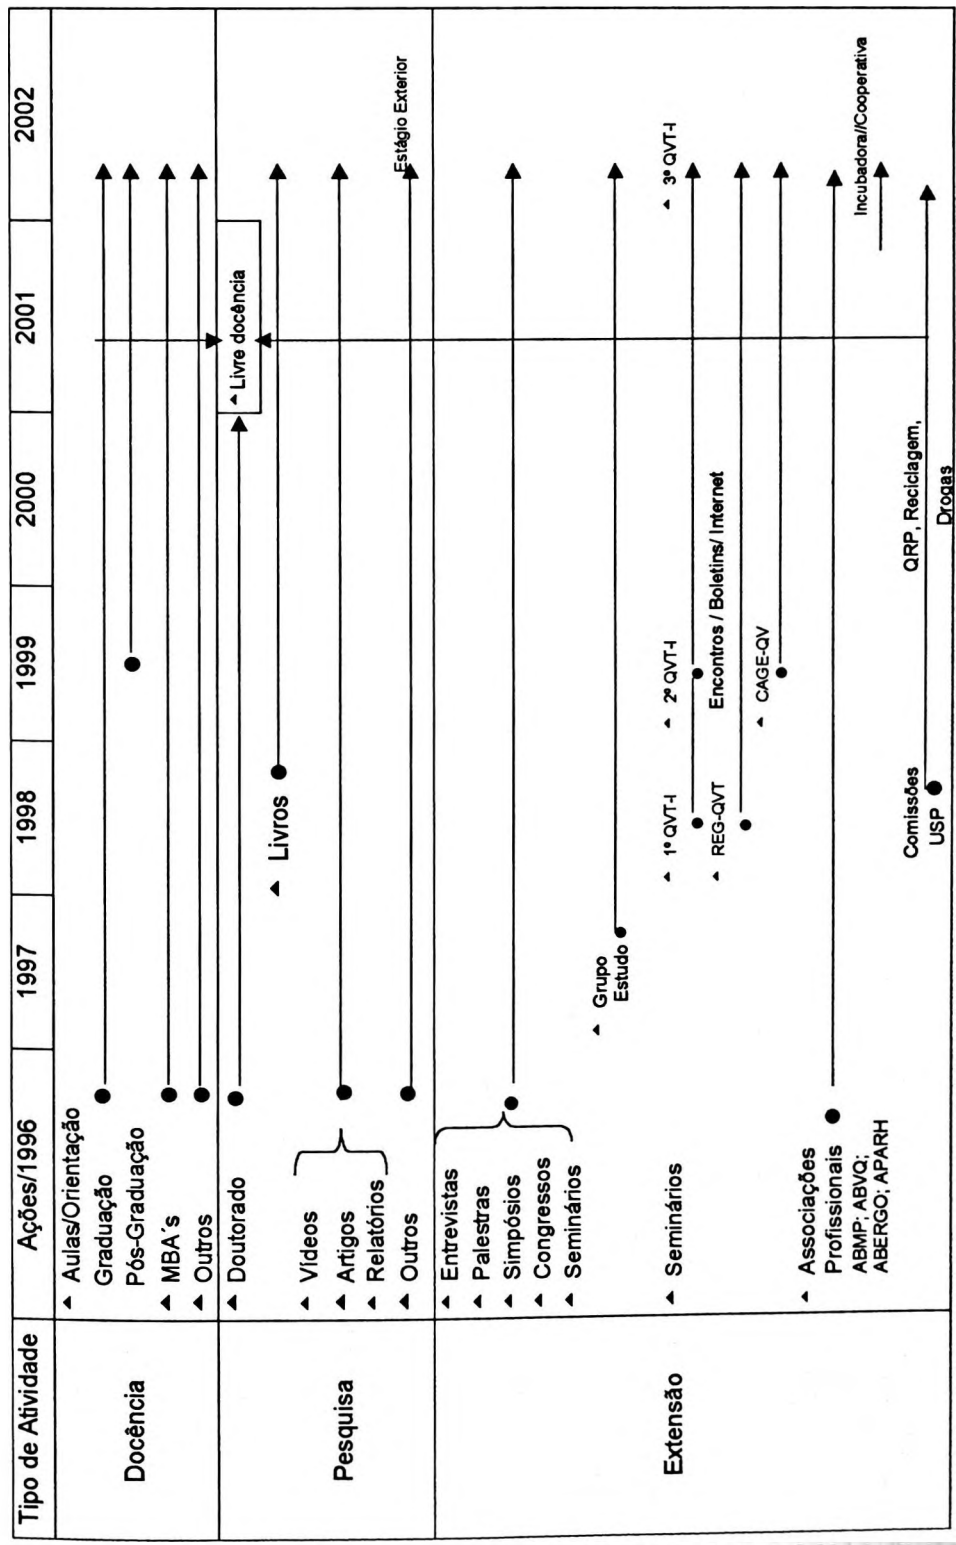 Tipo de Atividade
Ações/1996
1997
1998
1999
2000
2001
2002
Docência
Aulas/Orientação
Graduação
Pós-Graduação
MBA´s
Outros
Pesquisa
Doutorado
Livre docência
Livros
Vídeos
Artigos
Relatórios
Outros
Estágio Exterior
Extensão
Entrevistas
Palestras
Simpósios
Congressos
Seminários
Grupo
Estudo
Seminários
1º QVT-I
2º QVT-I
3º QVT-I
REG-QVT
Encontros / Boletins/ Internet
CAGE-QV
Associações
Profissionais
ABMP; ABVQ;
ABERGO; APARH
Incubadora//Cooperativa
Comissões
USP
QRP, Reciclagem,
Drogas